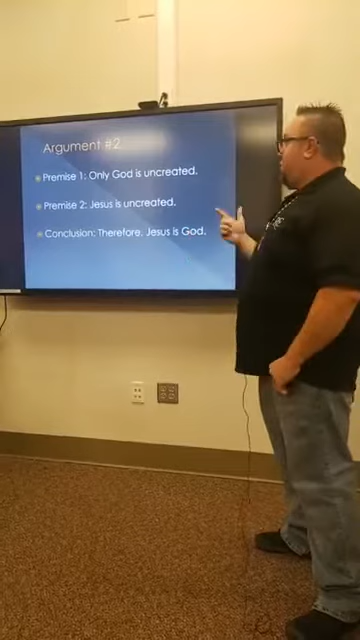 Argument #2
Premise 1: Only God is uncreated.
Premise 2: Jesus is uncreated.
Conclusion: Therefore, Jesus is God.